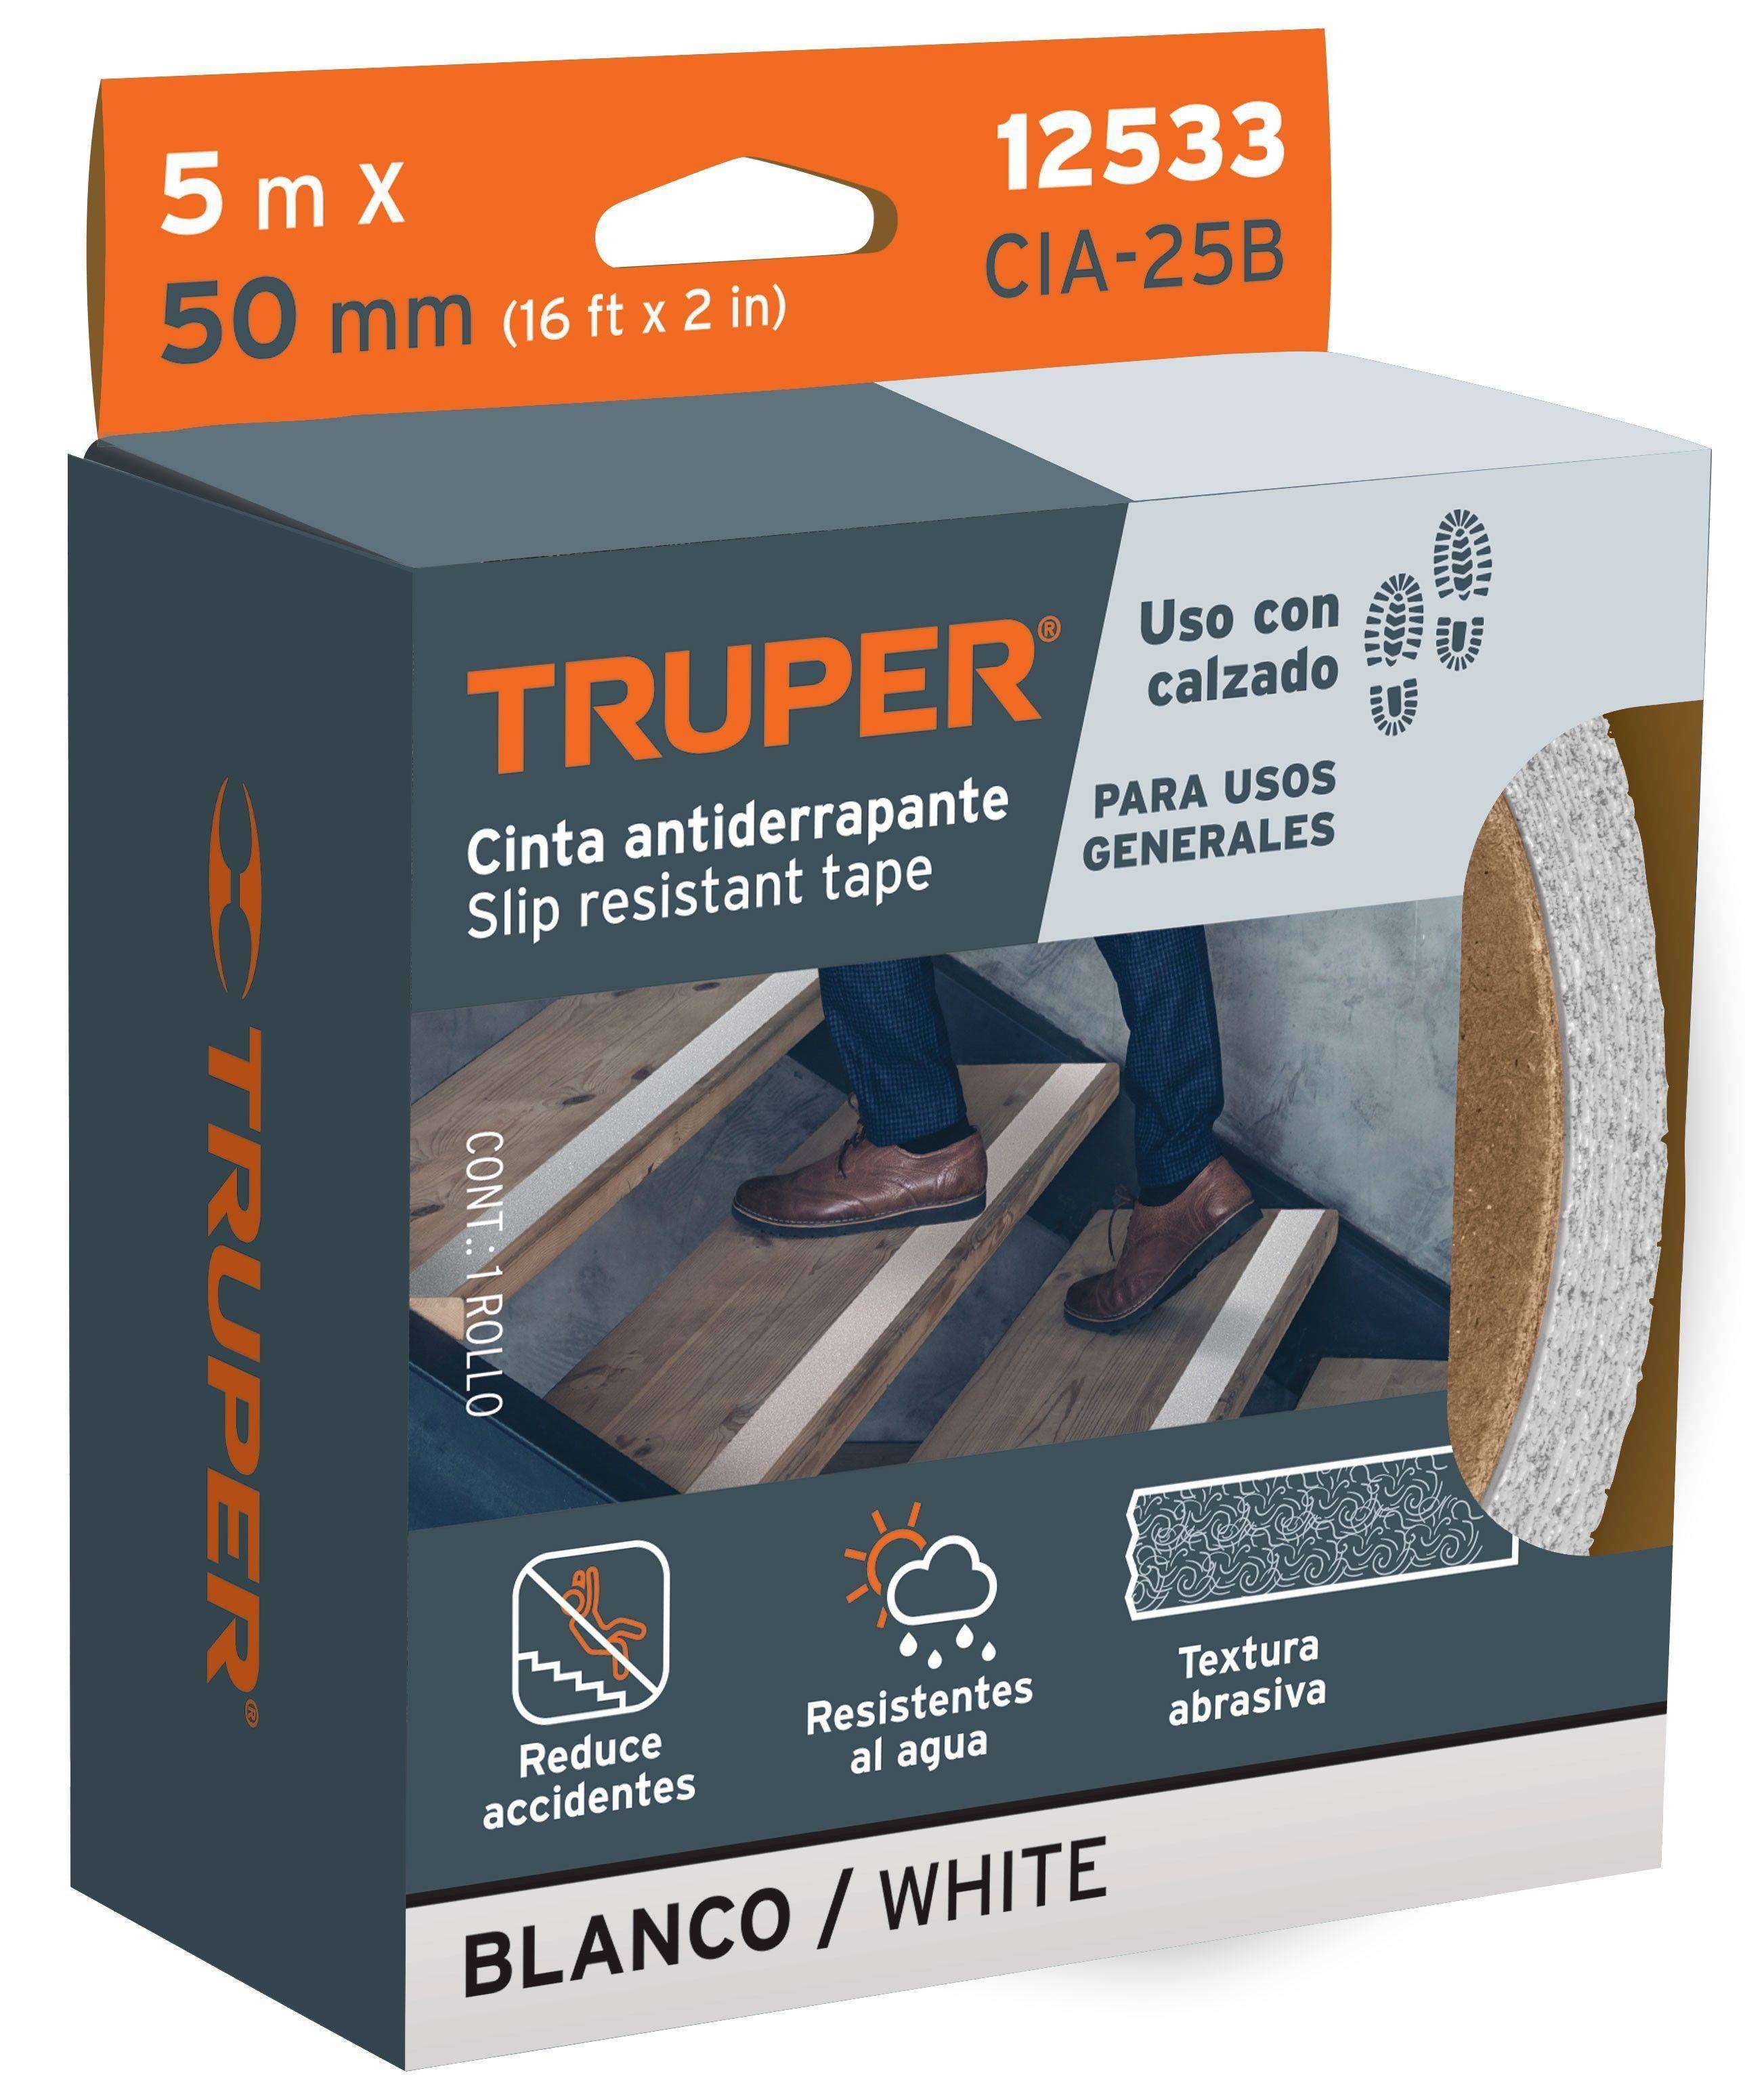 5 m X
50 mm (16 ft x 2 in)
12533
CIA-25B
TRUPER®
Cinta antiderrapante
Slip resistant tape
Uso con
calzado
PARA USOS
GENERALES
TRUPER®
CONT.: 1 ROLLO
Reduce
accidentes
Resistentes
al agua
Textura
abrasiva
BLANCO / WHITE